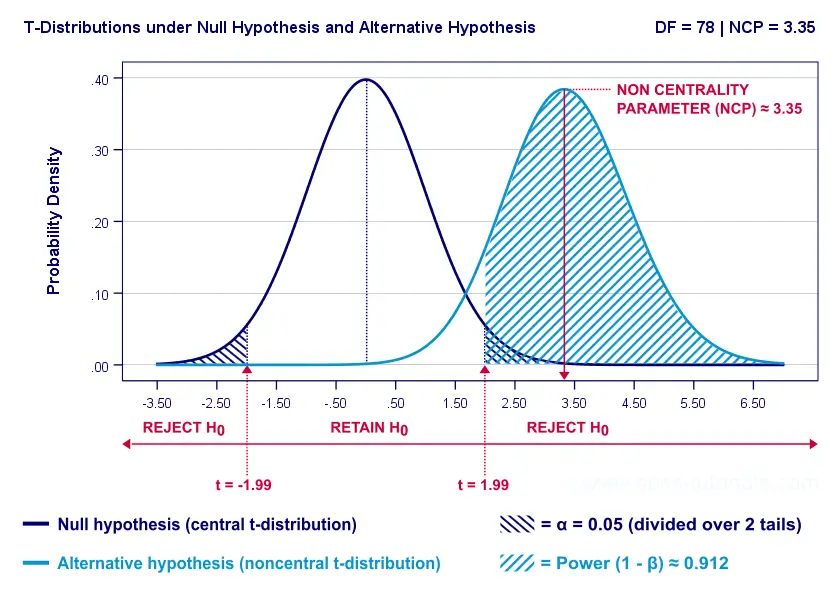 T-Distributions under Null Hypothesis and Alternative Hypothesis
DF = 78 | NCP = 3.35
NON CENTRALITY
PARAMETER (NCP) ≈ 3.35
Probability Density
.40
.30
.20
.10
.00
-3.50 -2.50 -1.50 -.50 .50 1.50 2.50 3.50 4.50 5.50 6.50
REJECT H0 RETAIN H0 REJECT H0
t = -1.99 t = 1.99
Null hypothesis (central t-distribution)
= α = 0.05 (divided over 2 tails)
Alternative hypothesis (noncentral t-distribution)
= Power (1 - β) ≈ 0.912